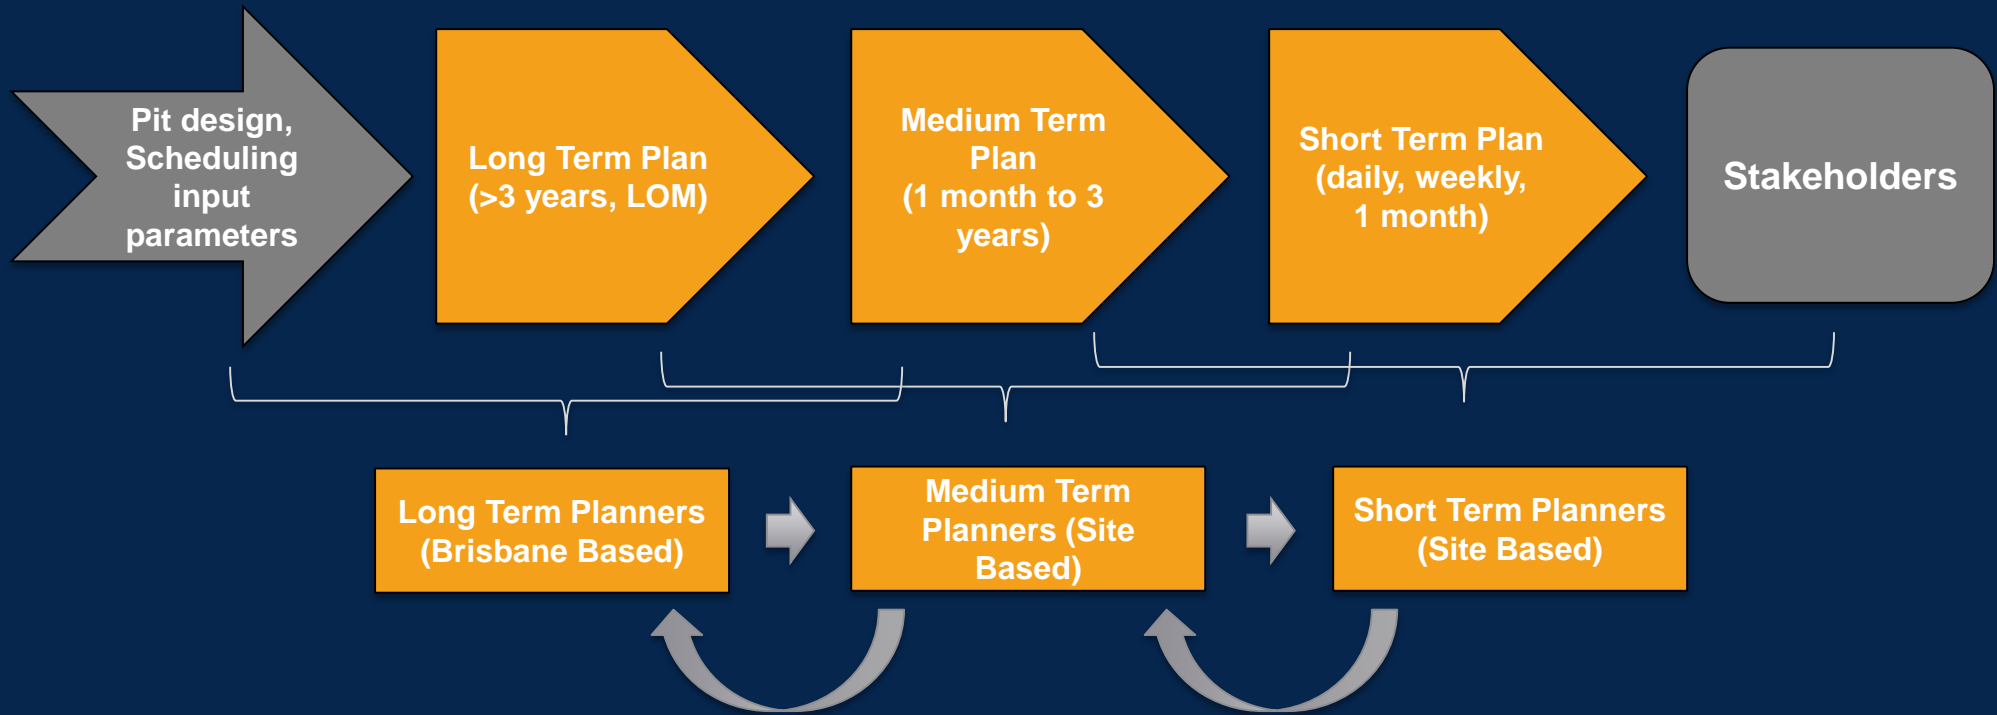 Pit design,
Scheduling
input
parameters
Long Term Plan
(>3 years, LOM)
Medium Term
Plan
(1 month to 3
years)
Short Term Plan
(daily, weekly,
1 month)
Stakeholders
Long Term Planners
(Brisbane Based)
Medium Term
Planners (Site
Based)
Short Term Planners
(Site Based)